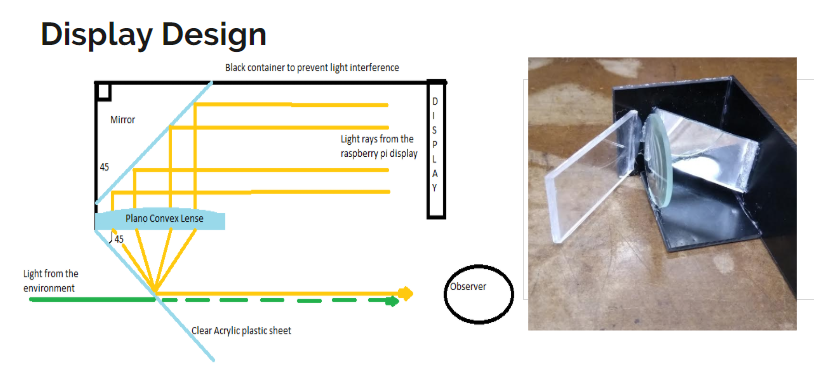 Display Design
Black container to prevent light interference
Mirror
DISPLAY
Light rays from the
raspberry pi display
45
Plano Convex Lense
45
Light from the
environment
Observer
Clear Acrylic plastic sheet